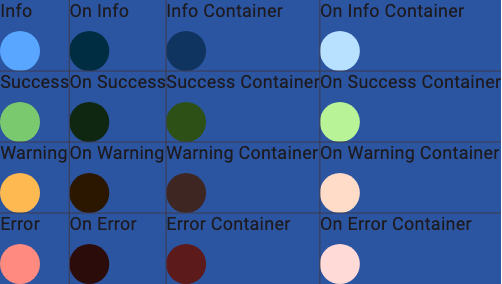 Info On Info Info Container On Info Container
Success On Success Success Container On Success Container
Warning On Warning Warning Container On Warning Container
Error On Error Error Container On Error Container